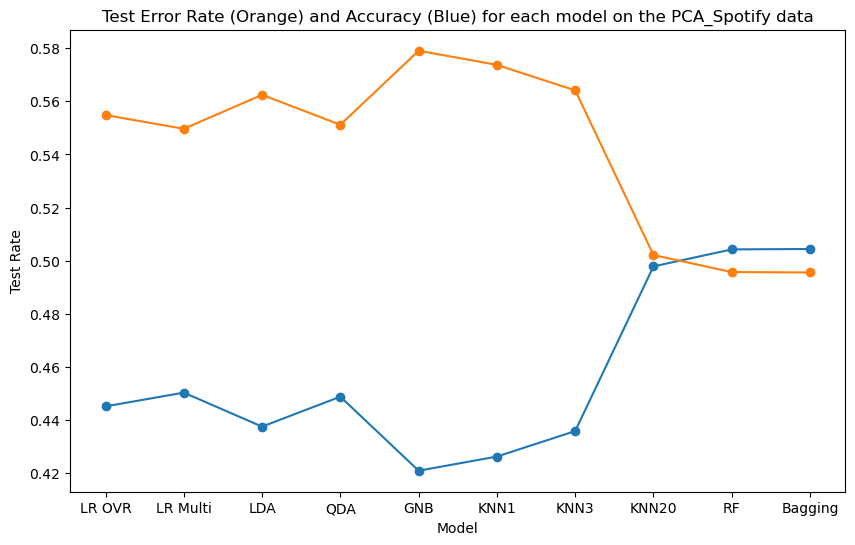 Test Error Rate (Orange) and Accuracy (Blue) for each model on the PCA_Spotify data
0.58
0.56
0.54
0.52
0.50
0.48
0.46
0.44
0.42
Test Rate
LR OVR LR Multi LDA QDA GNB KNN1 KNN3 KNN20 RF Bagging
Model